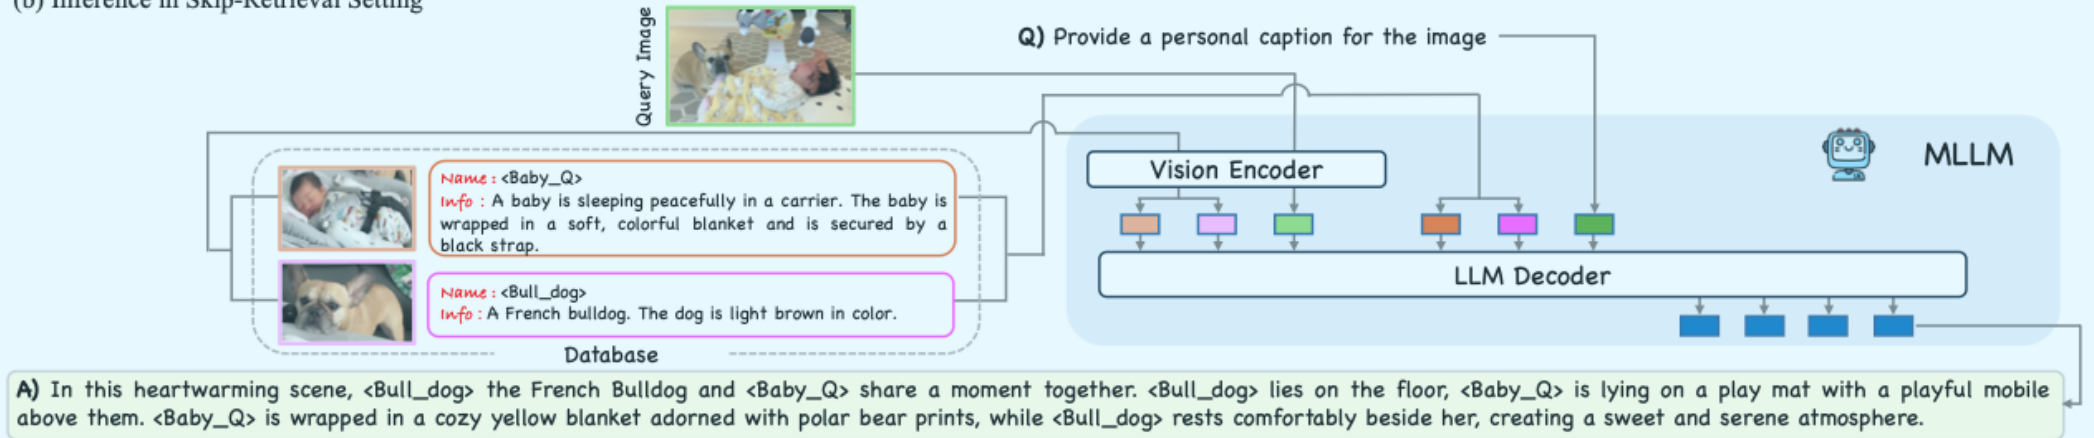 (b) Inference in Skip-Retrieval Setting
Query Image
Q) Provide a personal caption for the image
MLLM
Vision Encoder
Name : <Baby_Q>
Info : A baby is sleeping peacefully in a carrier. The baby is
wrapped in a soft, colorful blanket and is secured by a
black strap.
Name : <Bull_dog>
Info : A French bulldog. The dog is light brown in color.
LLM Decoder
Database
A) In this heartwarming scene, <Bull_dog> the French Bulldog and <Baby_Q> share a moment together. <Bull_dog> lies on the floor, <Baby_Q> is lying on a play mat with a playful mobile
above them. <Baby_Q> is wrapped in a cozy yellow blanket adorned with polar bear prints, while <Bull_dog> rests comfortably beside her, creating a sweet and serene atmosphere.